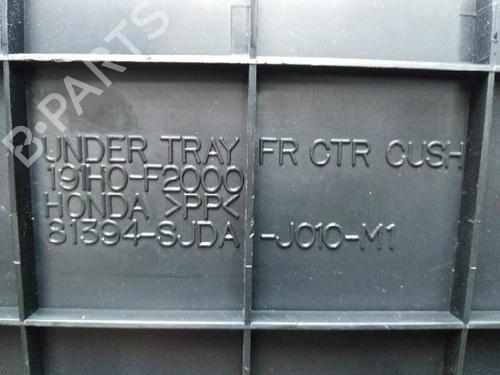 B-PARTS
UNDER TRAY FR CTR CUSH
191H0-F2000
HONDA >PP<
81394-SJDA -J010-M1